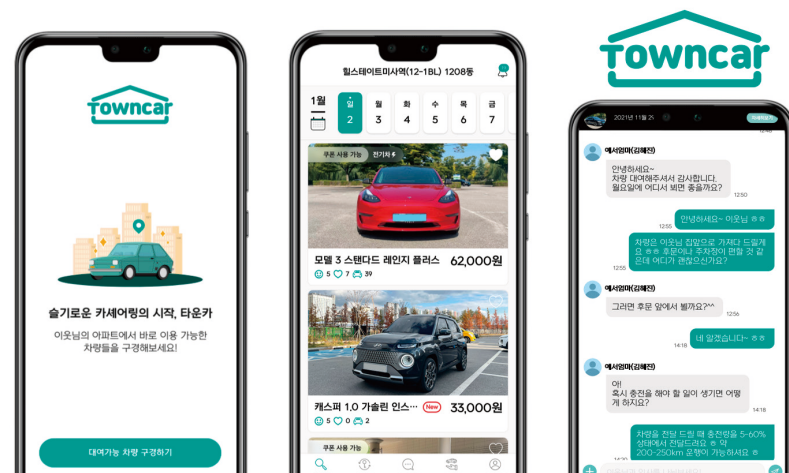 Towncar
슬기로운 카셰어링의 시작, 타운카
이웃님의 아파트에서 바로 이용 가능한
차량들을 구경해보세요!
대여가능 차량 구경하기
힐스테이트미사역(12-1BL) 1208동
1월
일 월 화 수 목 금
2 3 4 5 6 7
쿠폰 사용 가능 전기차
모델 3 스탠다드 레인지 플러스 62,000원
5 7 39
캐스퍼 1.0 가솔린 인스··· New 33,000원
5 0 2
쿠폰 사용 가능
Towncar
2021년 11월 2
예서엄마(김혜진)
안녕하세요~
차량 대여해주셔서 감사합니다.
월요일에 어디서 뵈면 좋을까요?
12:50
안녕하세요~ 이웃님 ㅎㅎ
12:55
차량은 이웃님 집앞으로 가져다 드릴게
요 ㅎㅎ 후문이나 주차장이 편할 것 같
은데 어디가 괜찮으신가요?
12:55
예서엄마(김혜진)
그러면 후문 앞에서 볼까요?^^
12:56
네 알겠습니다~ ㅎㅎ
14:18
예서엄마(김혜진)
아!
혹시 충전을 해야 할 일이 생기면 어떻
게 하지요?
14:18
차량을 전달 드릴 때 충전량을 5-60%
상태에서 전달드려요 ㅎ 약
200-250km 운행이 가능하셔요 ㅎ
14:20